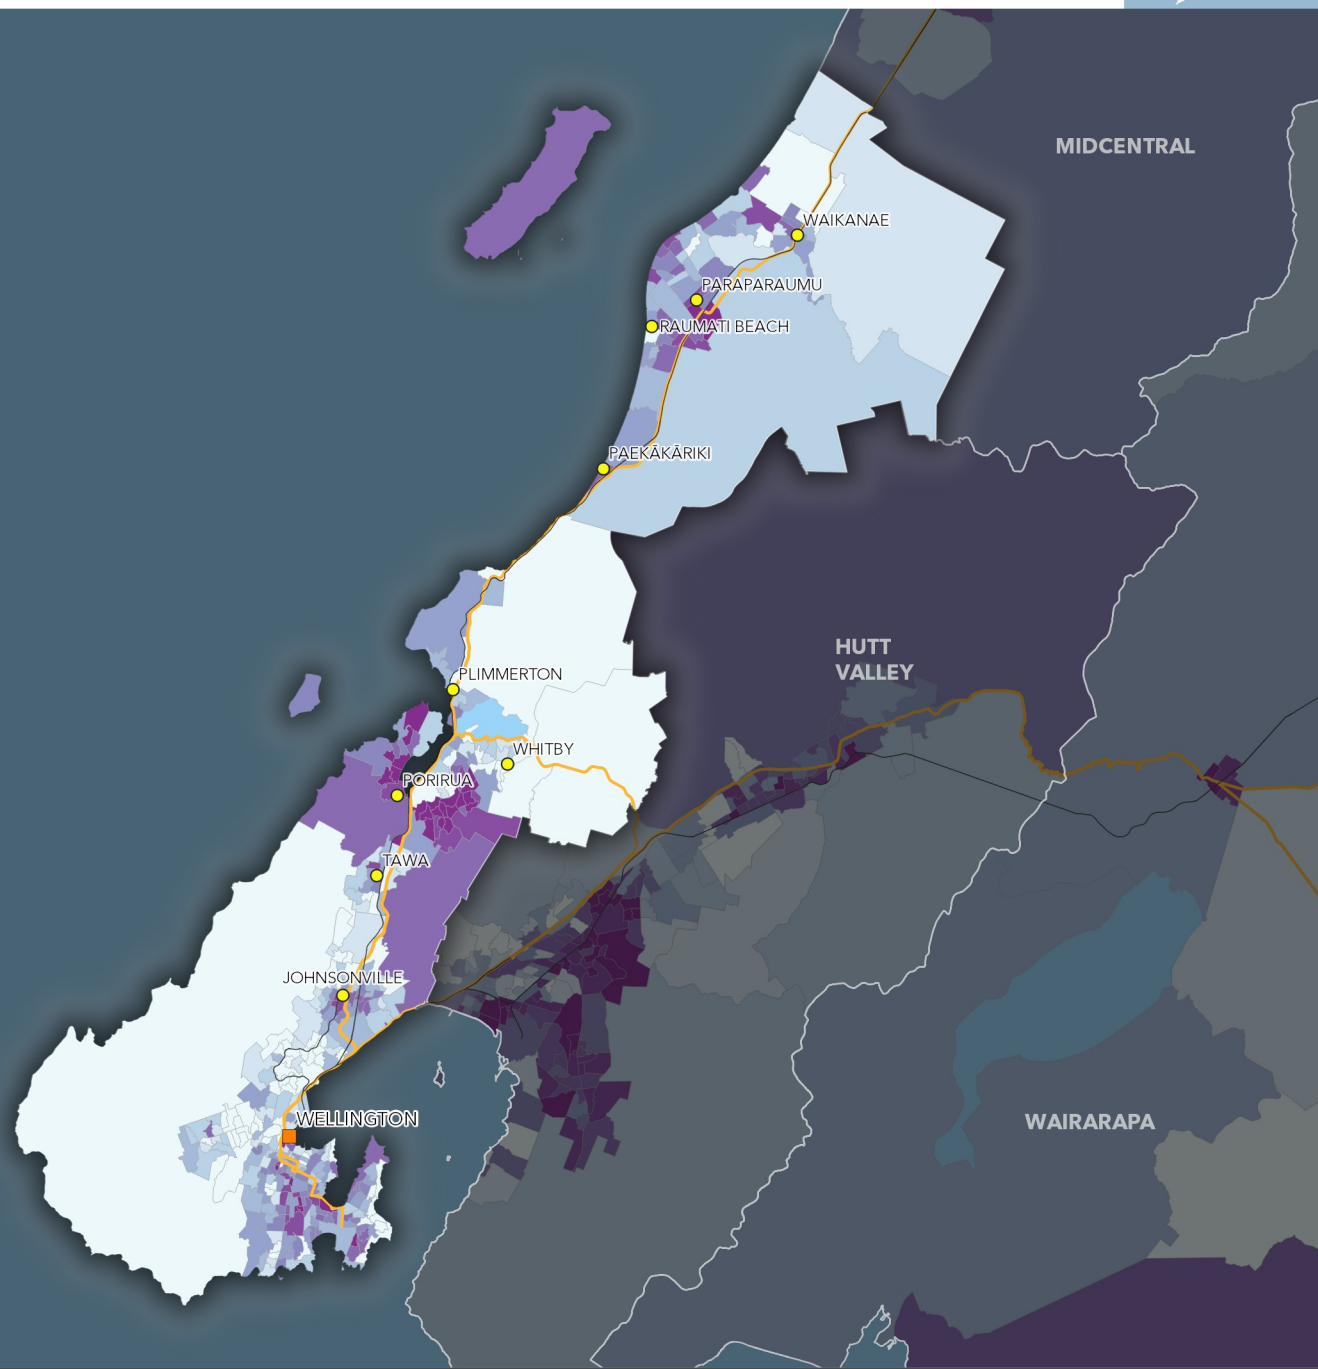 MIDCENTRAL
WAIKANAE
PARAPARAUMU
RAUMATI BEACH
PAEKĀKĀRIKI
HUTT
VALLEY
PLIMMERTON
WHITBY
PORIRUA
TAWA
JOHNSONVILLE
WELLINGTON
WAIRARAPA